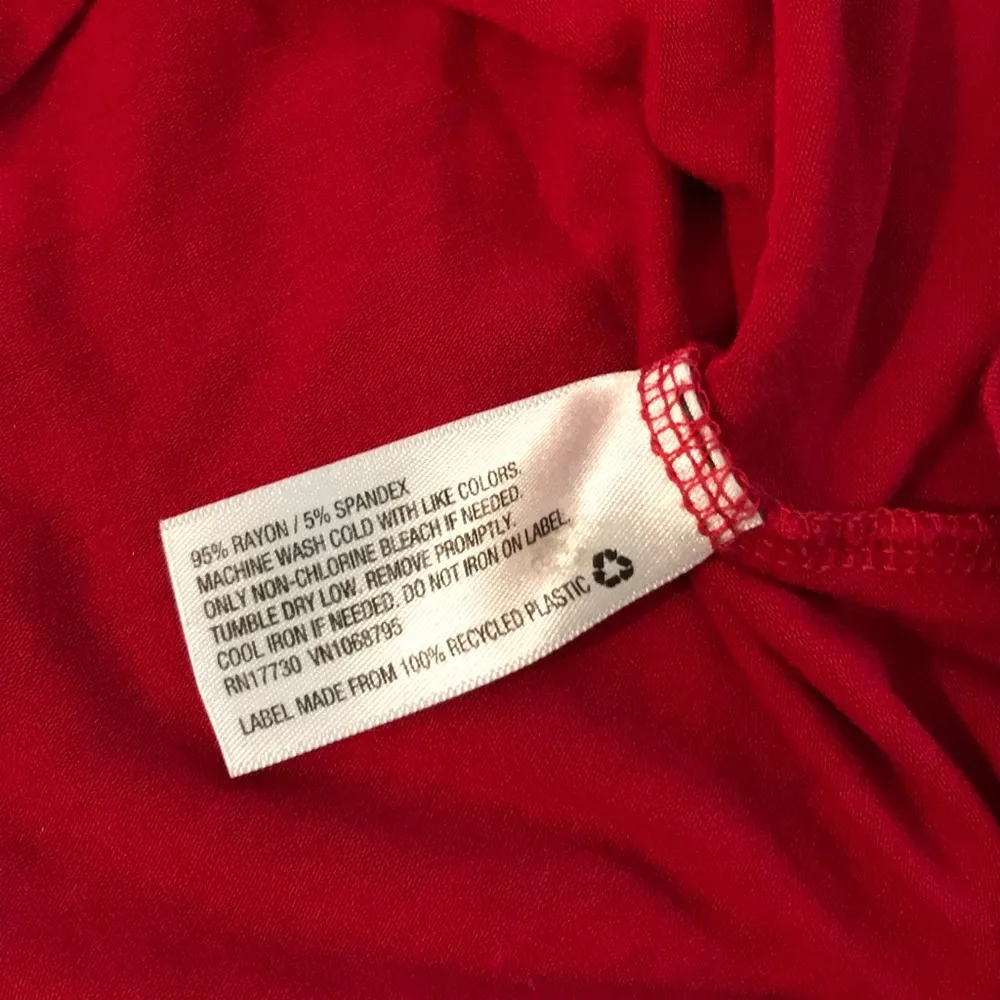 95% RAYON / 5% SPANDEX
MACHINE WASH COLD WITH LIKE COLORS.
ONLY NON-CHLORINE BLEACH IF NEEDED.
TUMBLE DRY LOW. REMOVE PROMPTLY.
COOL IRON IF NEEDED. DO NOT IRON ON LABEL.
RN17730 VN1068795
LABEL MADE FROM 100% RECYCLED PLASTIC